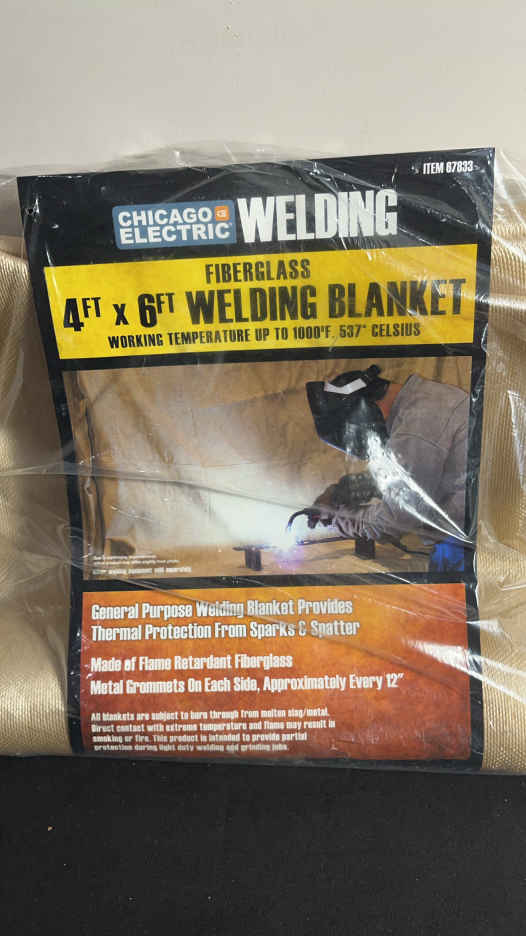 ITEM 67833
CHICAGO CE
ELECTRIC WELDING
FIBERGLASS
4FT x 6FT WELDING BLANKET
WORKING TEMPERATURE UP TO 1000°F. 537° CELSIUS
General Purpose Welding Blanket Provides
Thermal Protection From Sparks & Spatter
Made of Flame Retardant Fiberglass
Metal Grommets On Each Side, Approximately Every 12"
All blankets are subject to burn through from molten slag/metal.
Direct contact with extreme temperature and flame may result in
smoking or fire. This product is intended to provide partial
protection during light duty welding and grinding jobs.